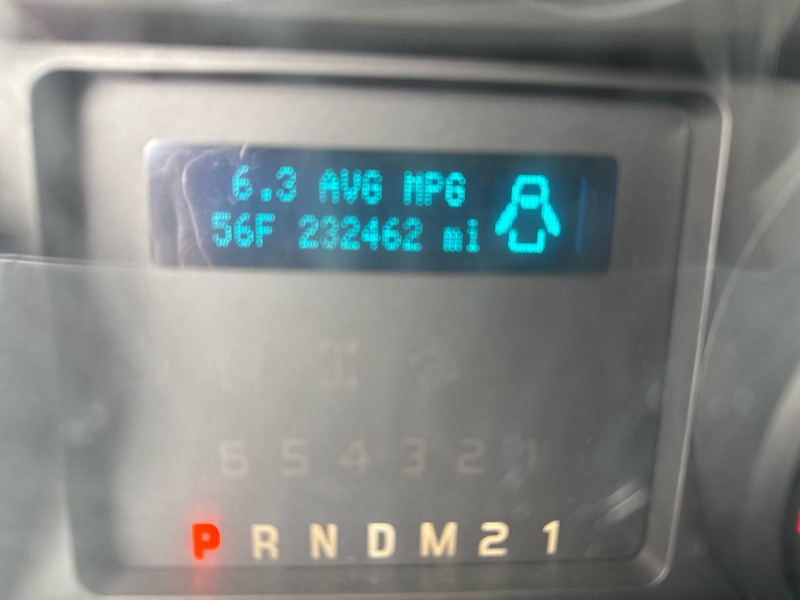 6.3 AVG MPG
56F 232462 mi
6 5 4 3 2 1
P R N D M 2 1